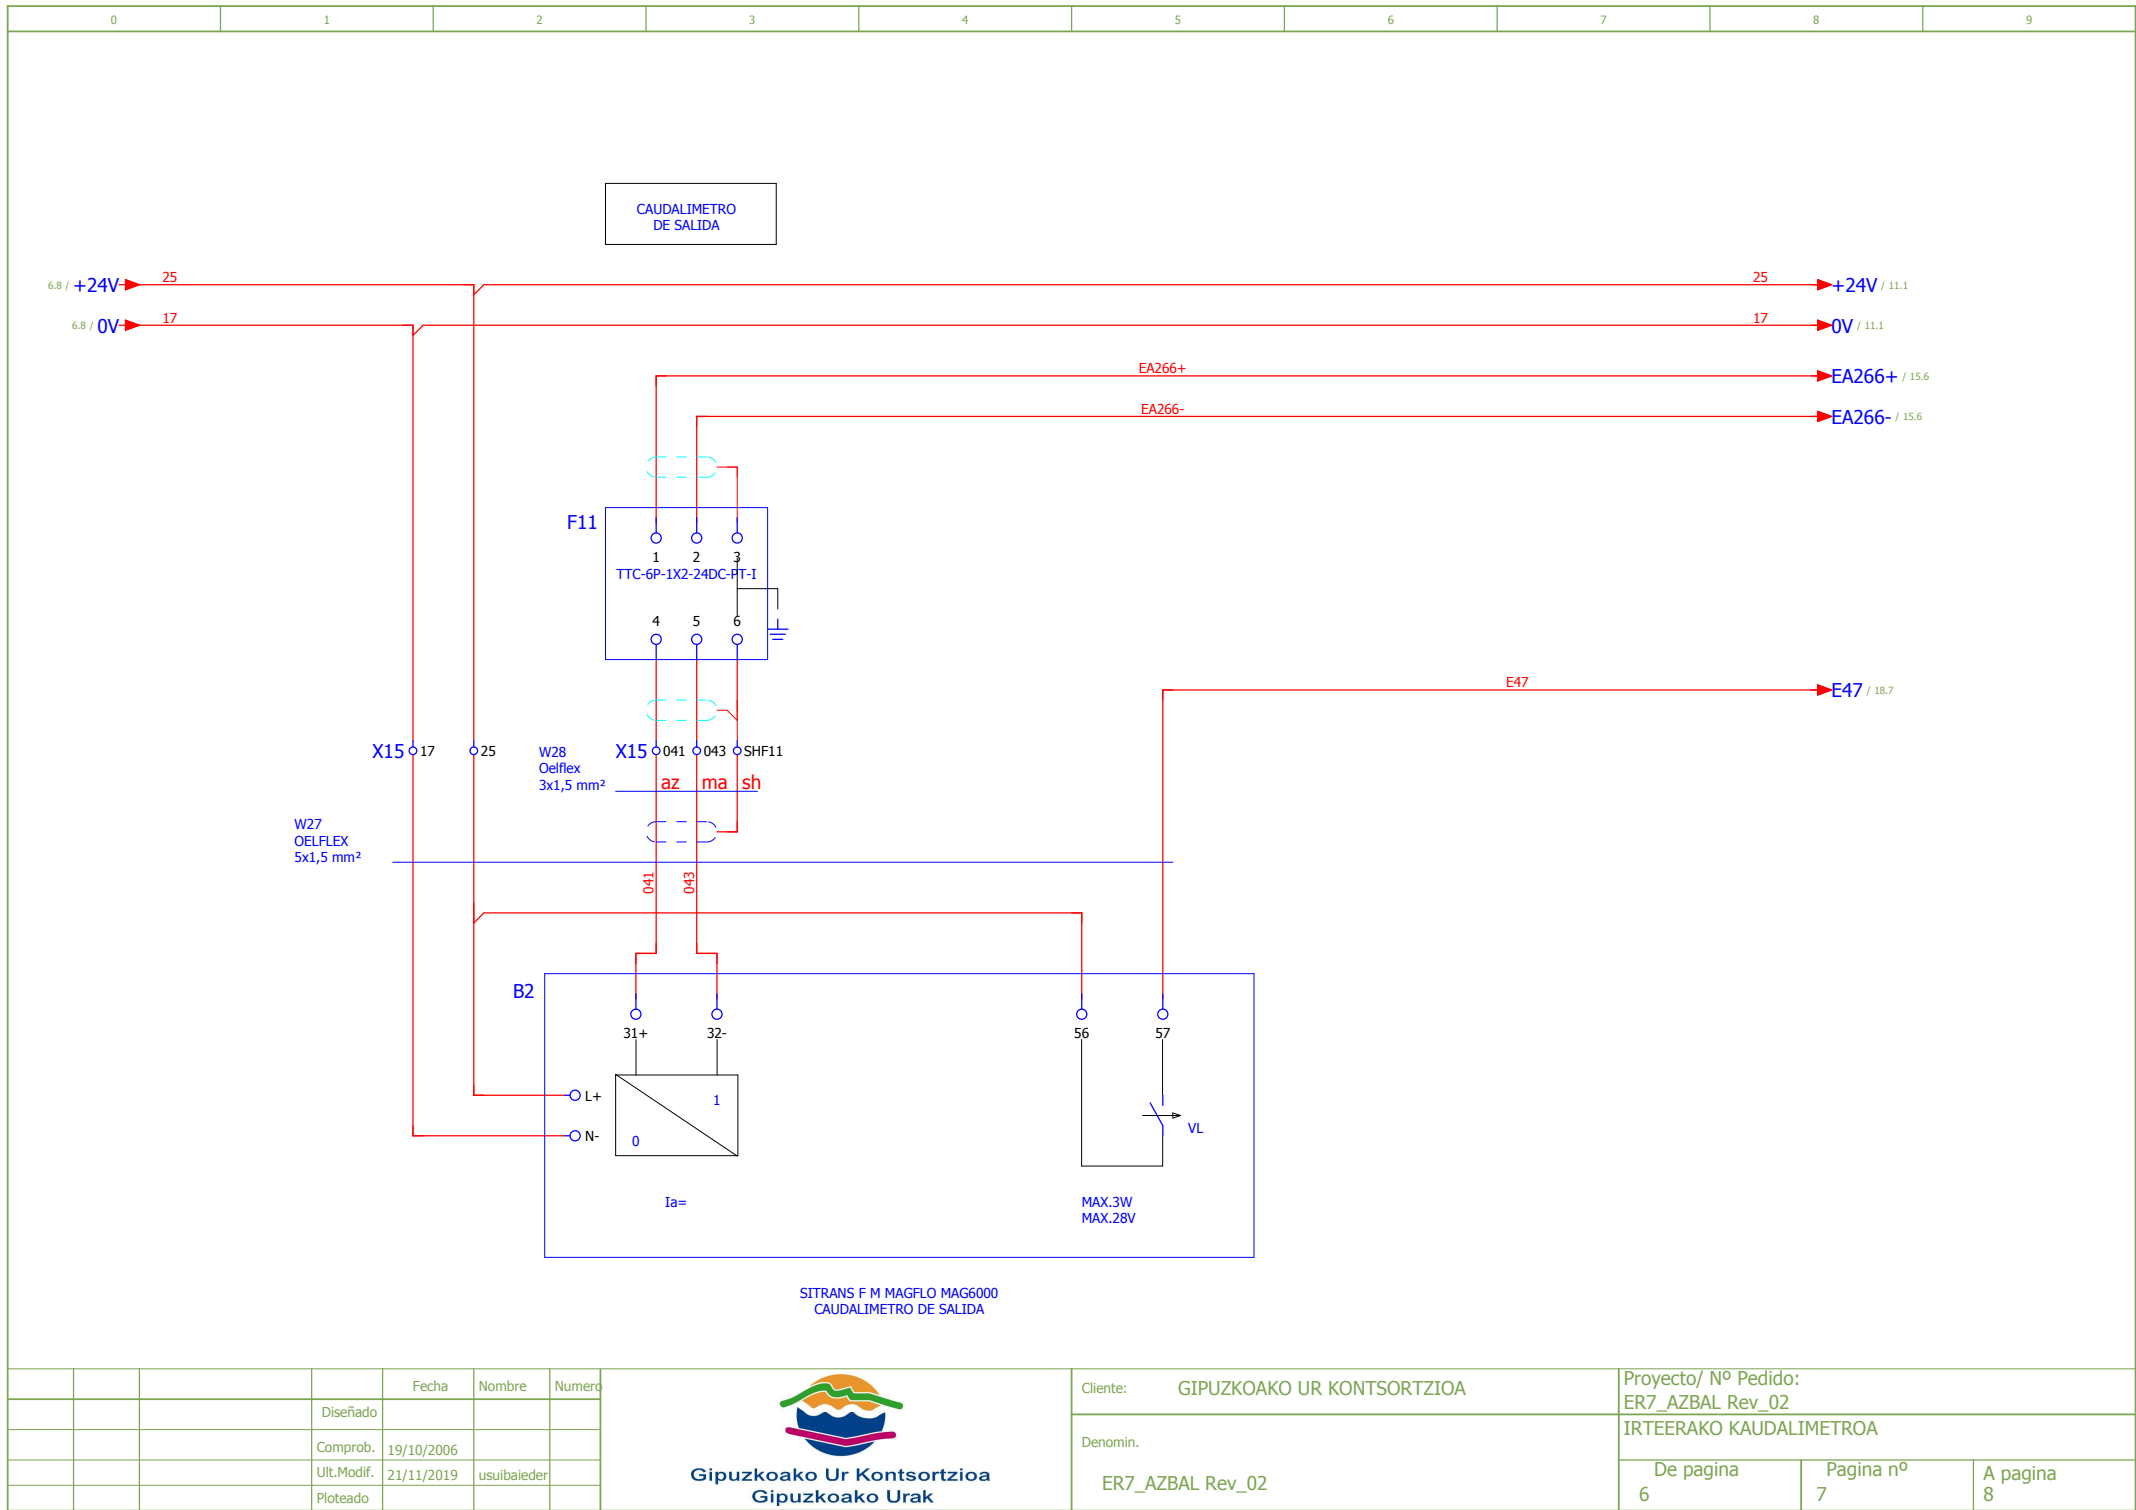 0 1 2 3 4 5 6 7 8 9
CAUDALIMETRO
DE SALIDA
6.8 / +24V 25 25 +24V / 11.1
6.8 / 0V 17 17 0V / 11.1
EA266+ EA266+ / 15.6
EA266- EA266- / 15.6
F11
1 2 3
TTC-6P-1X2-24DC-PT-I
4 5 6
E47 E47 / 18.7
X15 17 25
W28
Oelflex
3x1,5 mm²
X15 041 043 SHF11
az ma sh
W27
OELFLEX
5x1,5 mm²
041 043
B2
31+ 32- 56 57
L+
N-
1
0
VL
Ia=
MAX.3W
MAX.28V
SITRANS F M MAGFLO MAG6000
CAUDALIMETRO DE SALIDA
Fecha Nombre Numero
Diseñado
Comprob. 19/10/2006
Ult.Modif. 21/11/2019 usuibaieder
Ploteado
Gipuzkoako Ur Kontsortzioa
Gipuzkoako Urak
Cliente: GIPUZKOAKO UR KONTSORTZIOA
Denomin.
ER7_AZBAL Rev_02
Proyecto/ Nº Pedido:
ER7_AZBAL Rev_02
IRTEERAKO KAUDALIMETROA
De pagina Pagina nº A pagina
6 7 8